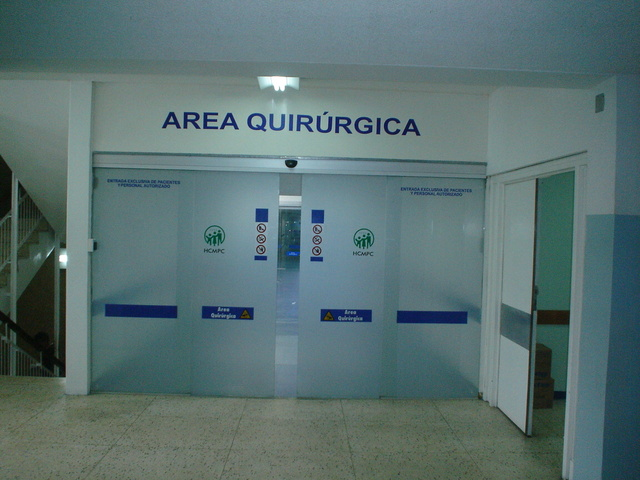 AREA QUIRÚRGICA
ENTRADA EXCLUSIVA DE PACIENTES
Y PERSONAL AUTORIZADO
ENTRADA EXCLUSIVA DE PACIENTES
Y PERSONAL AUTORIZADO
HCMPC
HCMPC
Area
Quirúrgica
Area
Quirúrgica